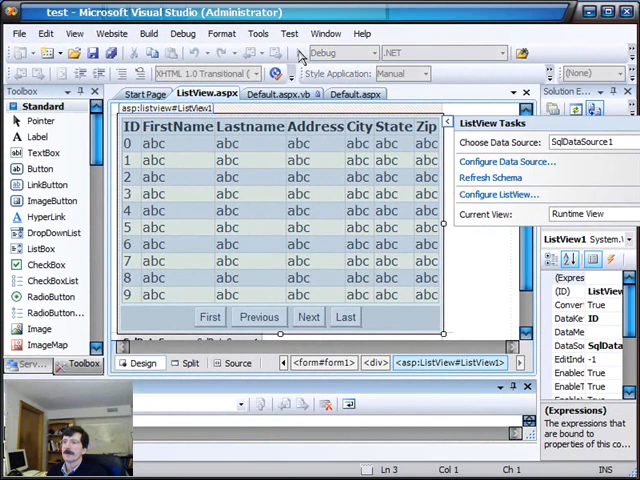 test - Microsoft Visual Studio (Administrator)
File Edit View Website Build Debug Format Tools Test Window Help
Debug .NET
XHTML 1.0 Transitional ( Style Application: Manual (None)
Toolbox
Start Page ListView.aspx Default.aspx.vb Default.aspx
Solution E...
asp:listview#ListView1
Standard
Pointer
Label
TextBox
Button
LinkButton
ImageButton
HyperLink
DropDownList
ListBox
CheckBox
CheckBoxList
RadioButton
RadioButton
Image
ImageMap
Serv... Toolbox
ID FirstName Lastname Address City State Zip
0 abc abc abc abc abc abc
1 abc abc abc abc abc abc
2 abc abc abc abc abc abc
3 abc abc abc abc abc abc
4 abc abc abc abc abc abc
5 abc abc abc abc abc abc
6 abc abc abc abc abc abc
7 abc abc abc abc abc abc
8 abc abc abc abc abc abc
9 abc abc abc abc abc abc
First Previous Next Last
ListView Tasks
Choose Data Source: SqlDataSource1
Configure Data Source...
Refresh Schema
Configure ListView...
Current View: Runtime View
ListView1 System.W
(Expres
(ID) ListView
ConvertE True
DataKey ID
DataMe
DataSo SqlData
EditInde -1
EnableT True
EnableV True
(Expressions)
The expressions that
are bound to
properties of this co...
Design Split Source <form#form1> <div> <asp:ListView#ListView1>
Ln 3 Col 1 Ch 1 INS